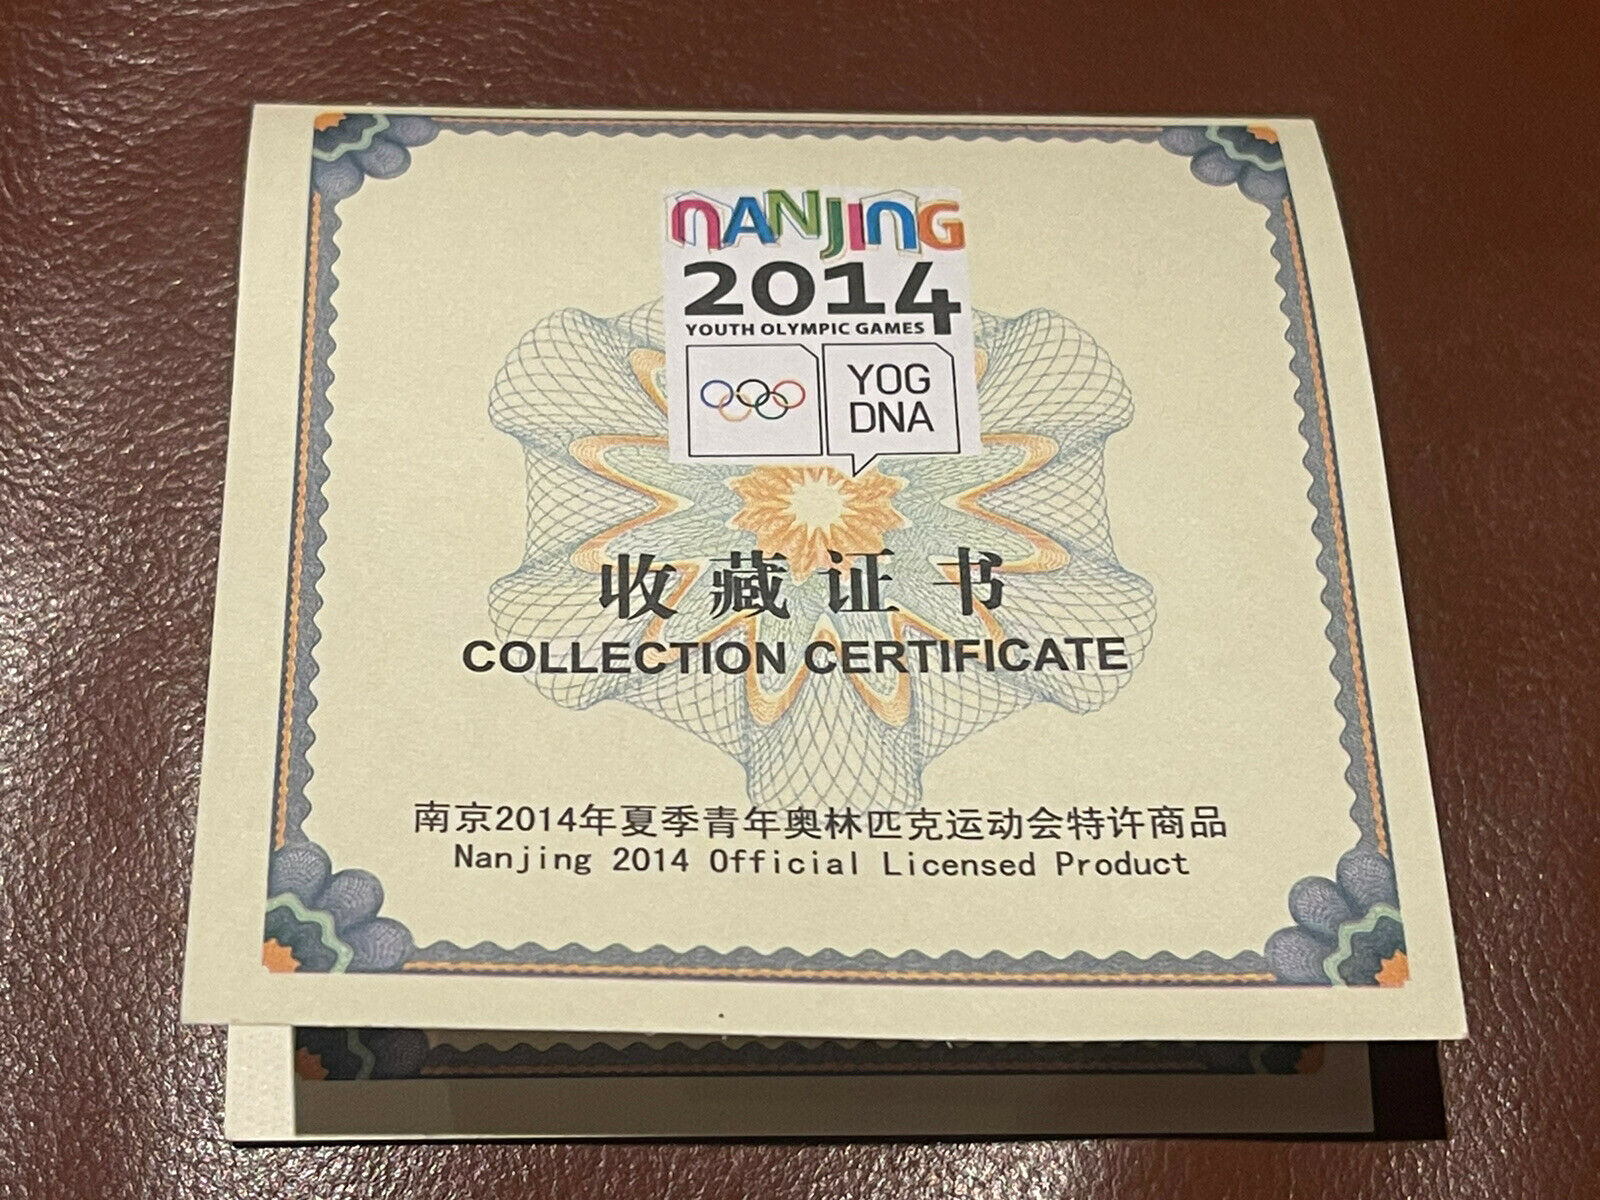 NANJING
2014
YOUTH OLYMPIC GAMES
YOG
DNA
收藏证书
COLLECTION CERTIFICATE
南京2014年夏季青年奥林匹克运动会特许商品
Nanjing 2014 Official Licensed Product